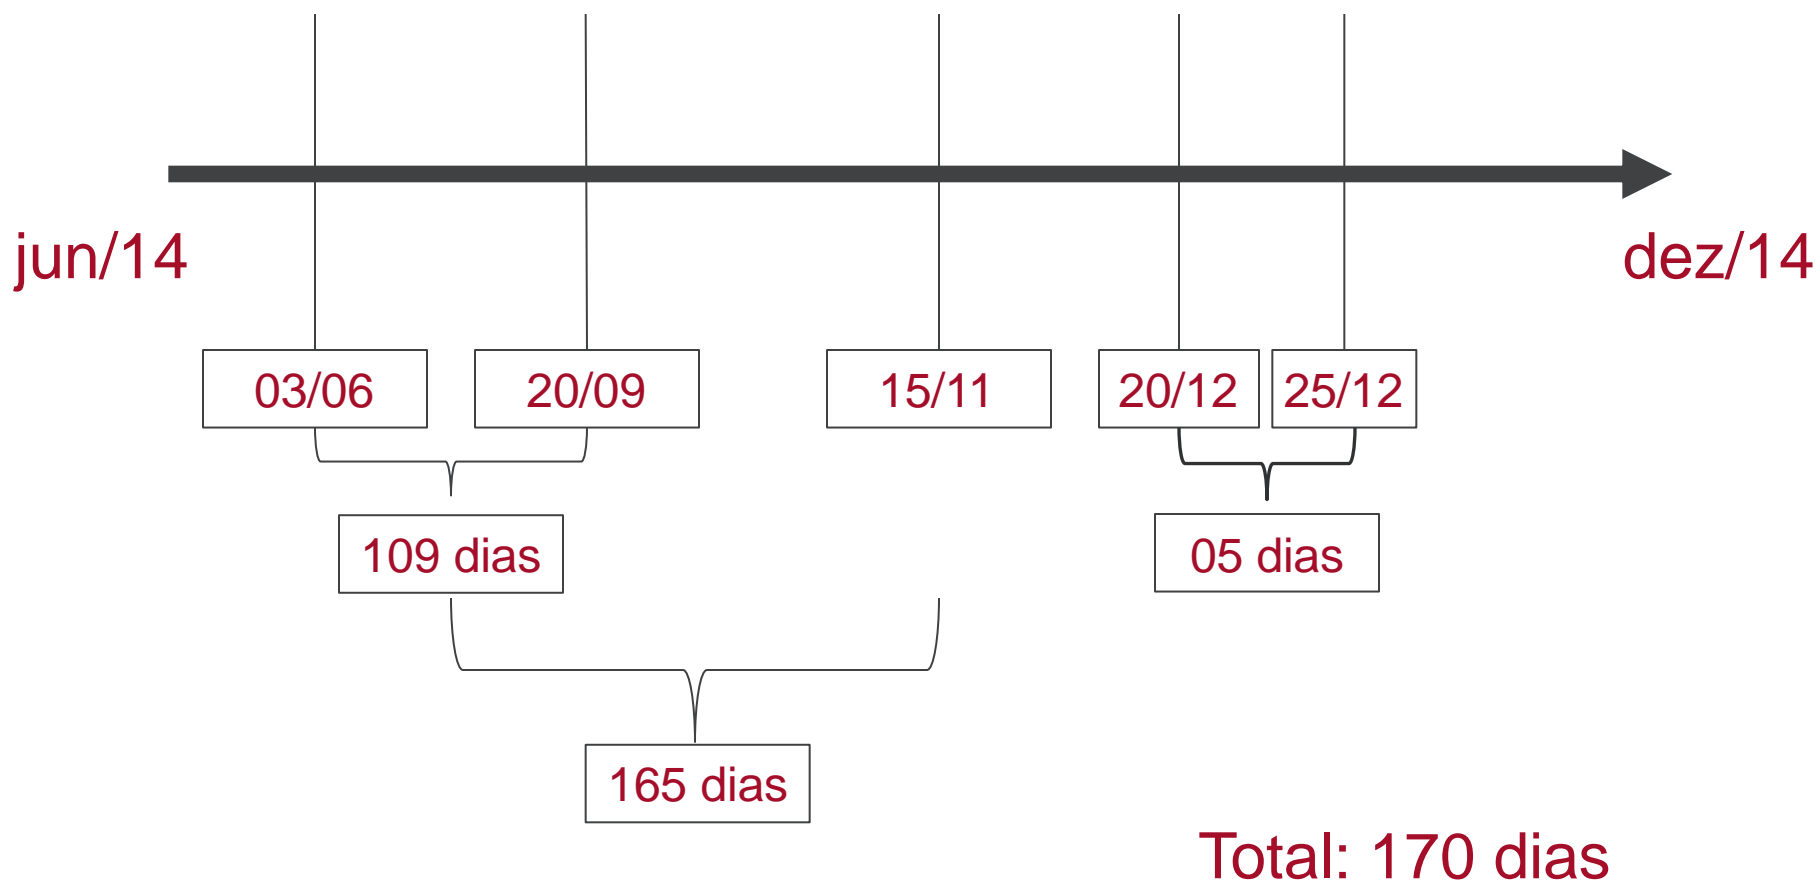 jun/14
dez/14
03/06
20/09
15/11
20/12
25/12
109 dias
05 dias
165 dias
Total: 170 dias